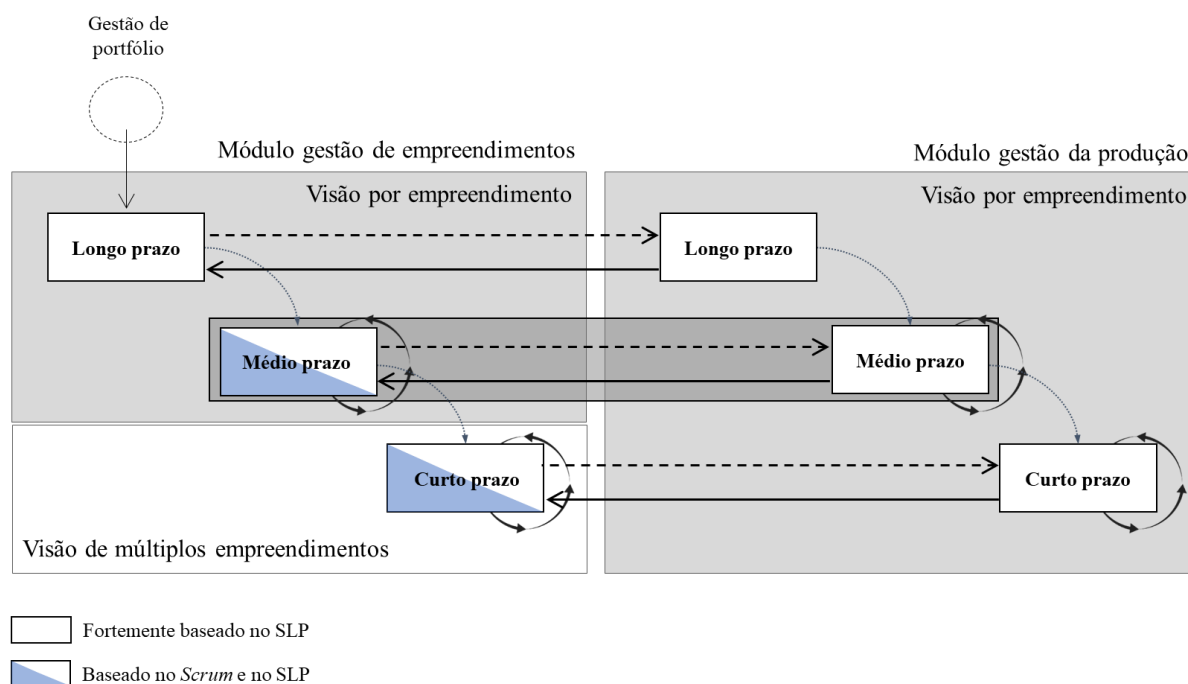 Gestão de
portfólio
Módulo gestão de empreendimentos
Módulo gestão da produção
Visão por empreendimento
Visão por empreendimento
Longo prazo
Longo prazo
Médio prazo
Médio prazo
Curto prazo
Curto prazo
Visão de múltiplos empreendimentos
Fortemente baseado no SLP
Baseado no Scrum e no SLP